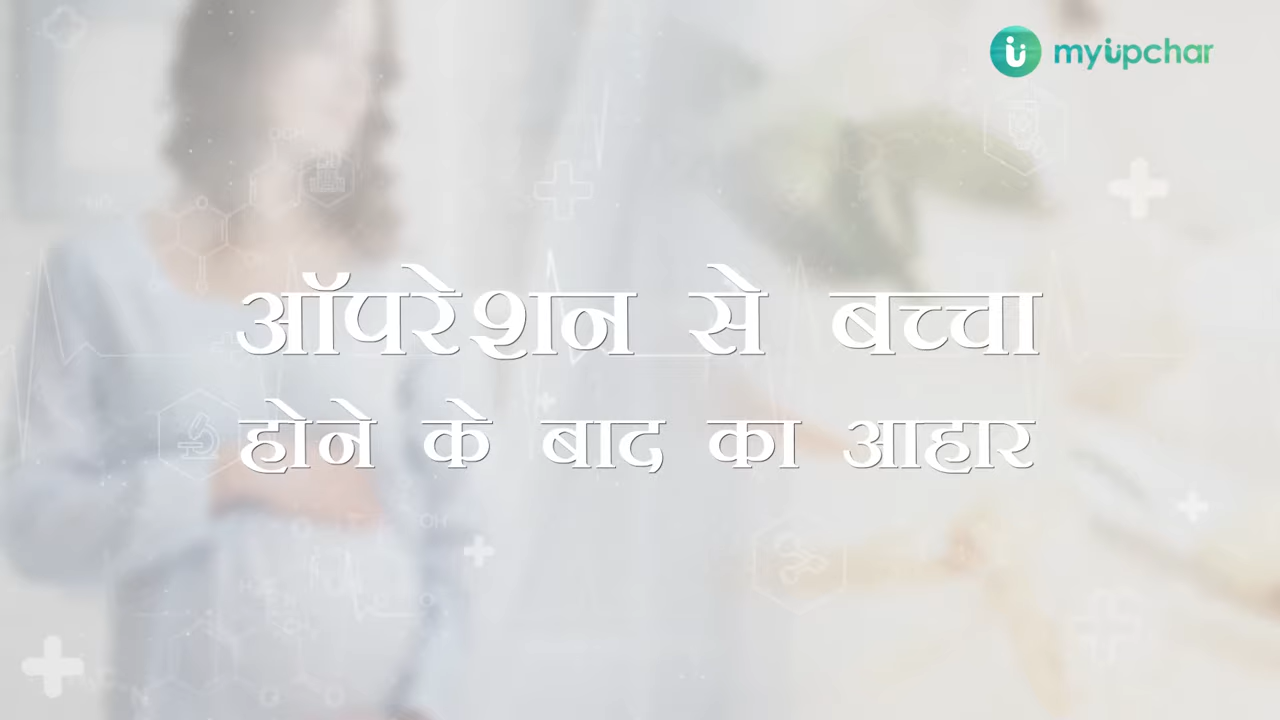 myUpchar
ऑपरेशन से बच्चा
होने के बाद का आहार